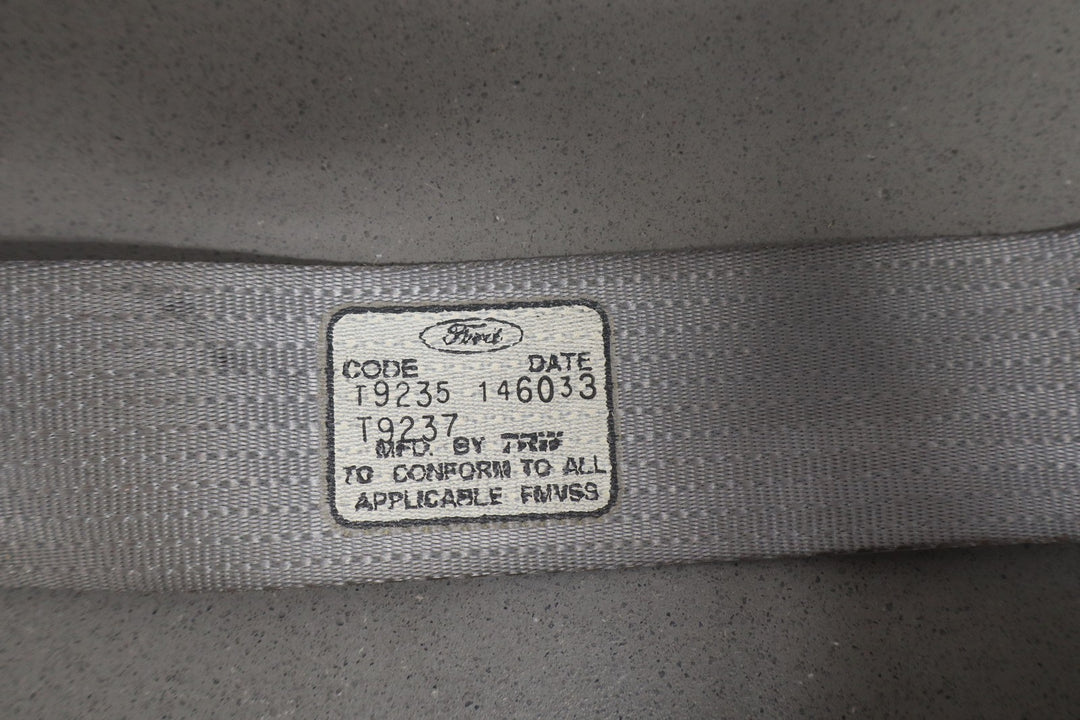 Ford
CODE DATE
T9235 146033
T9237
MFD. BY TRW
TO CONFORM TO ALL
APPLICABLE FMVSS